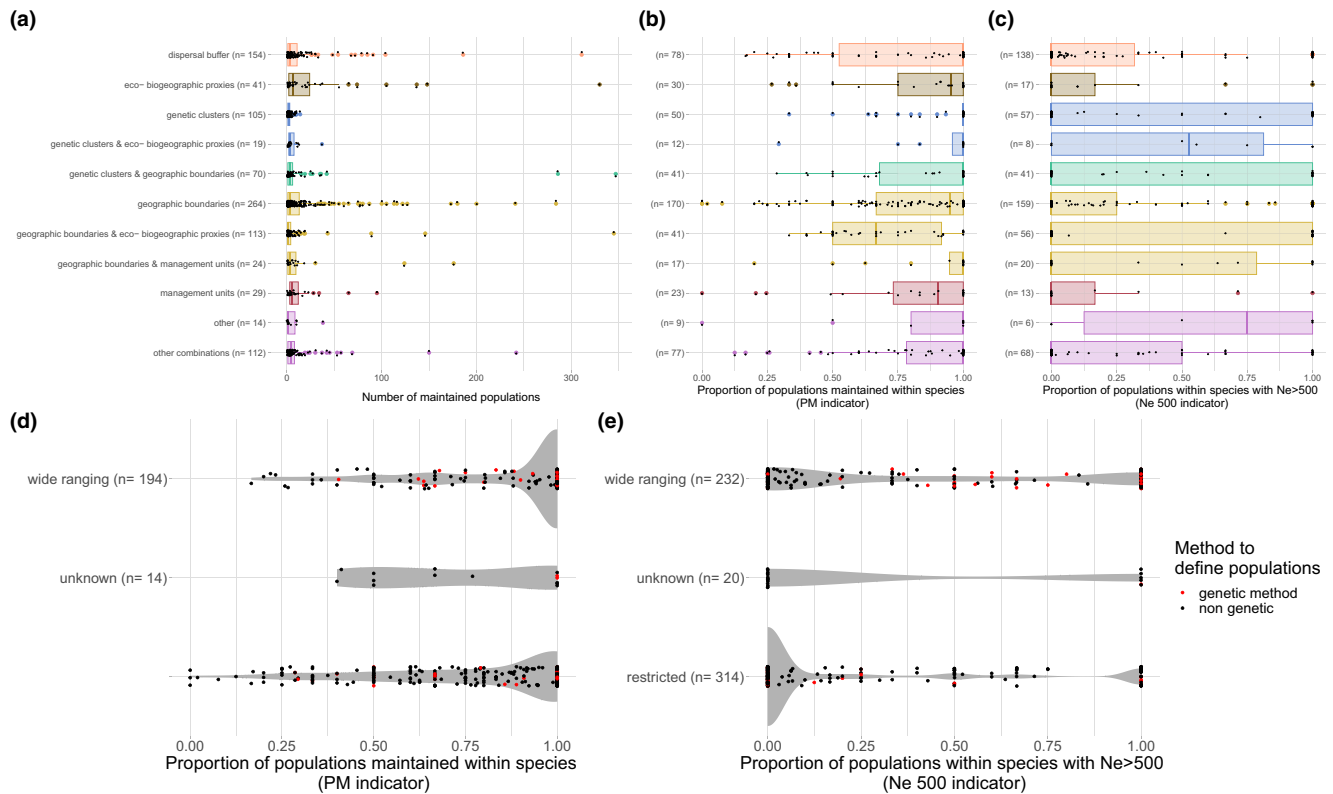 (a)
(b)
(c)
dispersal buffer (n= 154)
eco− biogeographic proxies (n= 41)
genetic clusters (n= 105)
genetic clusters & eco− biogeographic proxies (n= 19)
genetic clusters & geographic boundaries (n= 70)
geographic boundaries (n= 264)
geographic boundaries & eco− biogeographic proxies (n= 113)
geographic boundaries & management units (n= 24)
management units (n= 29)
other (n= 14)
other combinations (n= 112)
0 100 200 300
Number of maintained populations
(n= 78)
(n= 30)
(n= 50)
(n= 12)
(n= 41)
(n= 170)
(n= 41)
(n= 17)
(n= 23)
(n= 9)
(n= 77)
0.00 0.25 0.50 0.75 1.00
Proportion of populations maintained within species
(PM indicator)
(n= 138)
(n= 17)
(n= 57)
(n= 8)
(n= 41)
(n= 159)
(n= 56)
(n= 20)
(n= 13)
(n= 6)
(n= 68)
0.00 0.25 0.50 0.75 1.00
Proportion of populations within species with Ne>500
(Ne 500 indicator)
(d)
wide ranging (n= 194)
unknown (n= 14)
0.00 0.25 0.50 0.75 1.00
Proportion of populations maintained within species
(PM indicator)
(e)
wide ranging (n= 232)
unknown (n= 20)
restricted (n= 314)
0.00 0.25 0.50 0.75 1.00
Proportion of populations within species with Ne>500
(Ne 500 indicator)
Method to
define populations
genetic method
non genetic